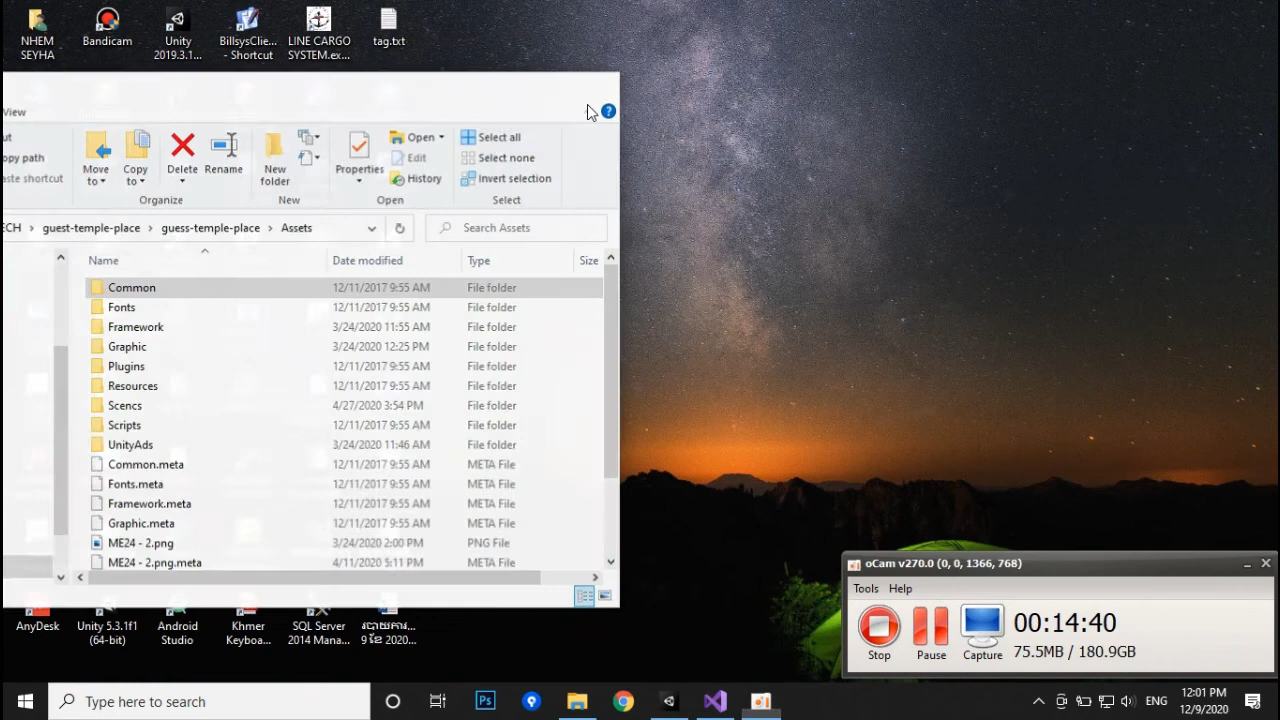 NHEM
SEYHA
Bandicam
Unity
2019.3.1...
BillsysClie...
- Shortcut
LINE CARGO
SYSTEM.ex...
tag.txt
View
ut
opy path
aste shortcut
Move
to
Copy
to
Delete
Rename
New
folder
Properties
Open
Edit
History
Select all
Select none
Invert selection
Organize
New
Open
Select
ECH › guest-temple-place › guess-temple-place › Assets
Search Assets
Name Date modified Type Size
Common 12/11/2017 9:55 AM File folder
Fonts 12/11/2017 9:55 AM File folder
Framework 3/24/2020 11:55 AM File folder
Graphic 3/24/2020 12:25 PM File folder
Plugins 12/11/2017 9:55 AM File folder
Resources 12/11/2017 9:55 AM File folder
Scencs 4/27/2020 3:54 PM File folder
Scripts 12/11/2017 9:55 AM File folder
UnityAds 3/24/2020 11:46 AM File folder
Common.meta 12/11/2017 9:55 AM META File
Fonts.meta 12/11/2017 9:55 AM META File
Framework.meta 12/11/2017 9:55 AM META File
Graphic.meta 12/11/2017 9:55 AM META File
ME24 - 2.png 3/24/2020 2:00 PM PNG File
ME24 - 2.png.meta 4/11/2020 5:11 PM META File
AnyDesk
Unity 5.3.1f1
(64-bit)
Android
Studio
Khmer
Keyboa...
SQL Server
2014 Mana...
9 ខែ 2020...
oCam v270.0 (0, 0, 1366, 768)
Tools Help
00:14:40
75.5MB / 180.9GB
Stop
Pause
Capture
Type here to search
Ps
ENG
12:01 PM
12/9/2020